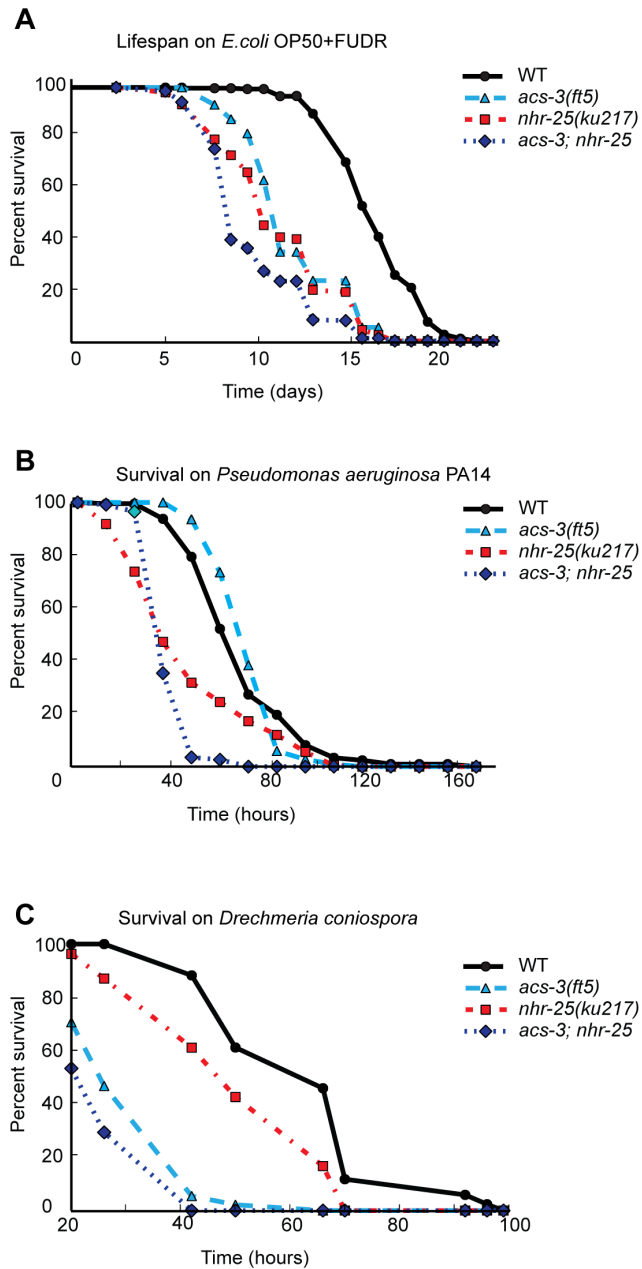 A
Lifespan on E.coli OP50+FUDR
WT
acs-3(ft5)
nhr-25(ku217)
acs-3; nhr-25
Percent survival
100
80
60
40
20
0 5 10 15 20
Time (days)
B
Survival on Pseudomonas aeruginosa PA14
WT
acs-3(ft5)
nhr-25(ku217)
acs-3; nhr-25
Percent survival
100
80
60
40
20
0 40 80 120 160
Time (hours)
C
Survival on Drechmeria coniospora
WT
acs-3(ft5)
nhr-25(ku217)
acs-3; nhr-25
Percent survival
100
80
60
40
20
0
20 40 60 80 100
Time (hours)